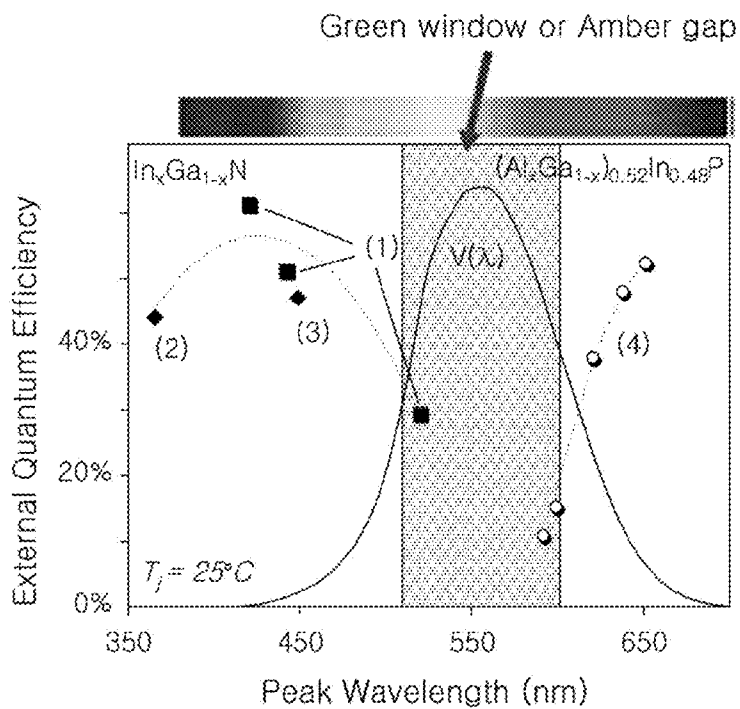 Green window or Amber gap
InₓGa₁₋ₓN
(AlₓGa₁₋ₓ)₀.₅₂In₀.₄₈P
(1)
V(λ)
(2)
(3)
(4)
40%
20%
0%
External Quantum Efficiency
Tⱼ = 25°C
350
450
550
650
Peak Wavelength (nm)